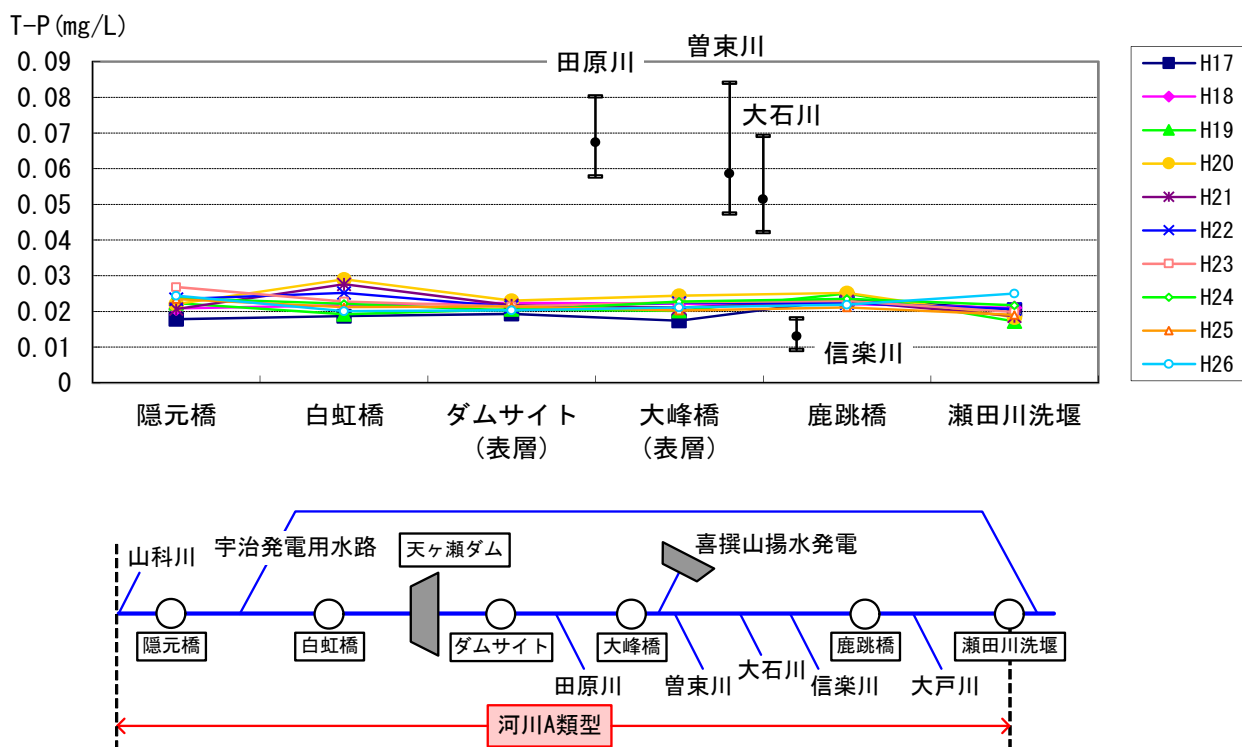 T-P(mg/L)
0.09
0.08
0.07
0.06
0.05
0.04
0.03
0.02
0.01
0
田原川
曽束川
大石川
信楽川
H17
H18
H19
H20
H21
H22
H23
H24
H25
H26
隠元橋
白虹橋
ダムサイト
(表層)
大峰橋
(表層)
鹿跳橋
瀬田川洗堰
山科川
宇治発電用水路
天ヶ瀬ダム
喜撰山揚水発電
隠元橋
白虹橋
ダムサイト
大峰橋
鹿跳橋
瀬田川洗堰
田原川
曽束川
大石川
信楽川
大戸川
河川A類型